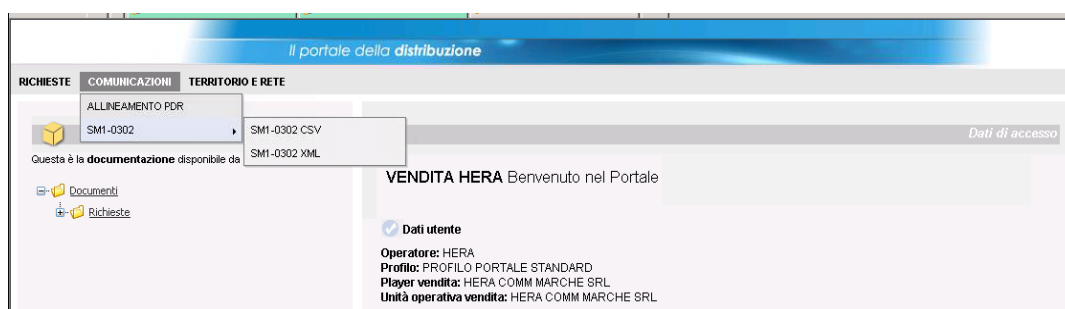 Il portale della distribuzione
RICHIESTE COMUNICAZIONI TERRITORIO E RETE
ALLINEAMENTO PDR
SM1-0302
SM1-0302 CSV
SM1-0302 XML
Dati di accesso
Questa è la documentazione disponibile da
Documenti
Richieste
VENDITA HERA Benvenuto nel Portale
Dati utente
Operatore: HERA
Profilo: PROFILO PORTALE STANDARD
Player vendita: HERA COMM MARCHE SRL
Unità operativa vendita: HERA COMM MARCHE SRL